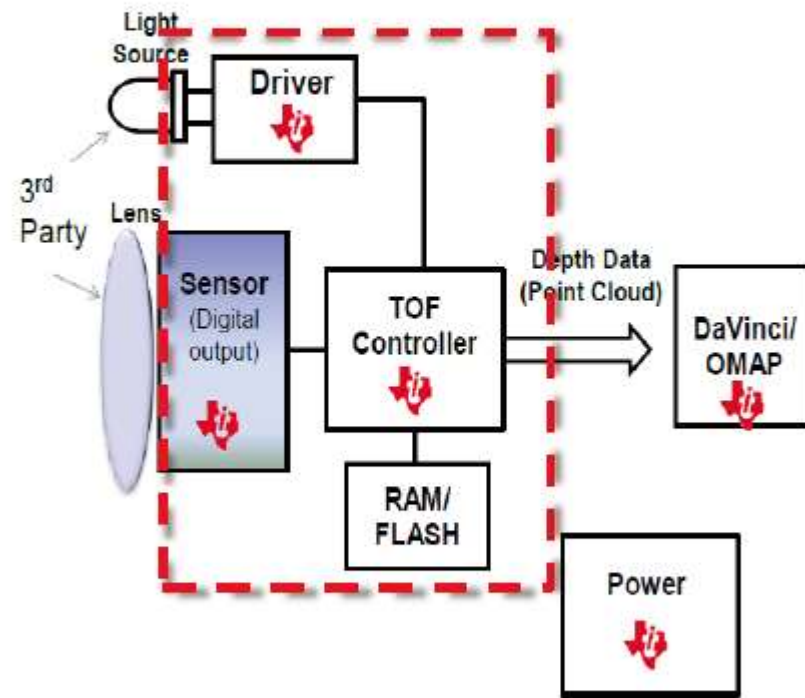 Light
Source
Driver
3rd
Party
Lens
Sensor
(Digital
output)
TOF
Controller
Depth Data
(Point Cloud)
DaVinci/
OMAP
RAM/
FLASH
Power